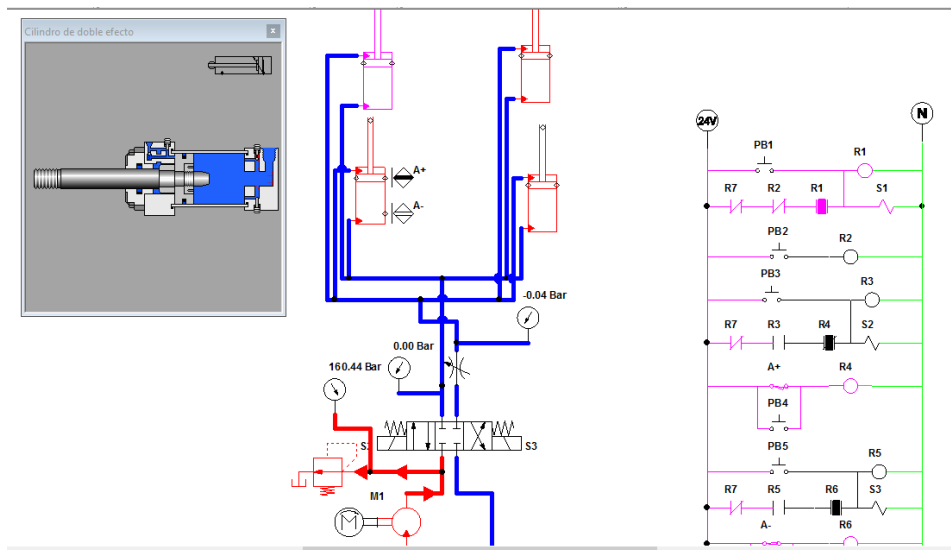 Cilindro de doble efecto
x
A+
A-
-0.04 Bar
0.00 Bar
160.44 Bar
S3
M1
M
24V
N
PB1
R1
R7
R2
R1
S1
PB2
R2
PB3
R3
R7
R3
R4
S2
A+
R4
PB4
PB5
R5
R7
R5
R6
S3
A-
R6